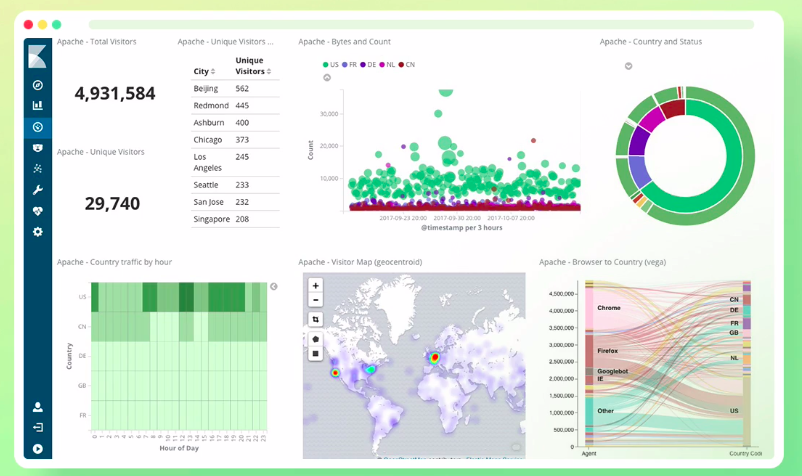 Apache - Total Visitors
4,931,584
Apache - Unique Visitors
29,740
Apache - Unique Visitors ...
City
Unique
Visitors
Beijing 562
Redmond 445
Ashburn 400
Chicago 373
Los
Angeles 245
Seattle 233
San Jose 232
Singapore 208
Apache - Bytes and Count
US FR DE NL CN
Count
30,000
20,000
10,000
2017-09-23 20:00 2017-09-30 20:00 2017-10-07 20:00
@timestamp per 3 hours
Apache - Country and Status
Apache - Country traffic by hour
Country
US
CN
DE
GB
FR
0 1 2 3 4 5 6 7 8 9 10 11 12 13 14 15 16 17 18 19 20 21 22 23
Hour of Day
Apache - Visitor Map (geocentroid)
+
−
Apache - Browser to Country (vega)
4,500,000
4,000,000
3,500,000
3,000,000
2,500,000
2,000,000
1,500,000
1,000,000
500,000
0
Chrome
Firefox
Googlebot
IE
Other
CN
DE
FR
GB
NL
US
Agent
Country Cod